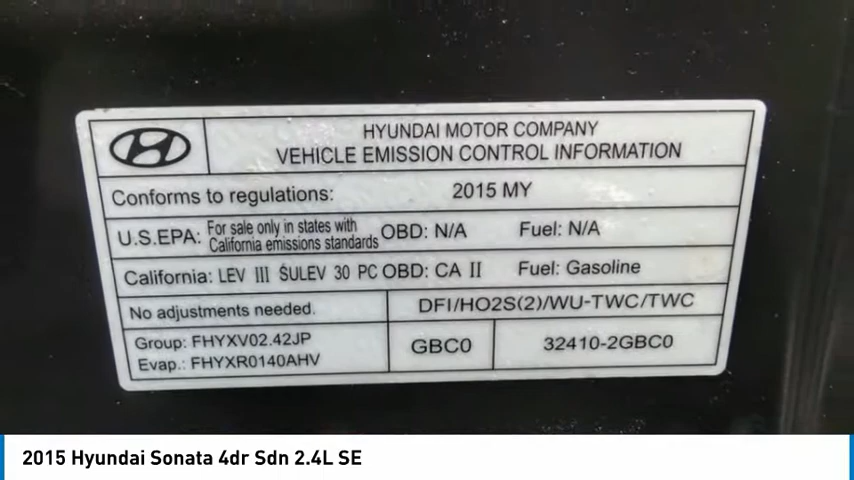 HYUNDAI MOTOR COMPANY
VEHICLE EMISSION CONTROL INFORMATION
Conforms to regulations: 2015 MY
U.S.EPA: For sale only in states with California emissions standards OBD: N/A Fuel: N/A
California: LEV III SULEV 30 PC OBD: CA II Fuel: Gasoline
No adjustments needed. DFI/HO2S(2)/WU-TWC/TWC
Group: FHYXV02.42JP
Evap.: FHYXR0140AHV
GBC0 32410-2GBC0
2015 Hyundai Sonata 4dr Sdn 2.4L SE